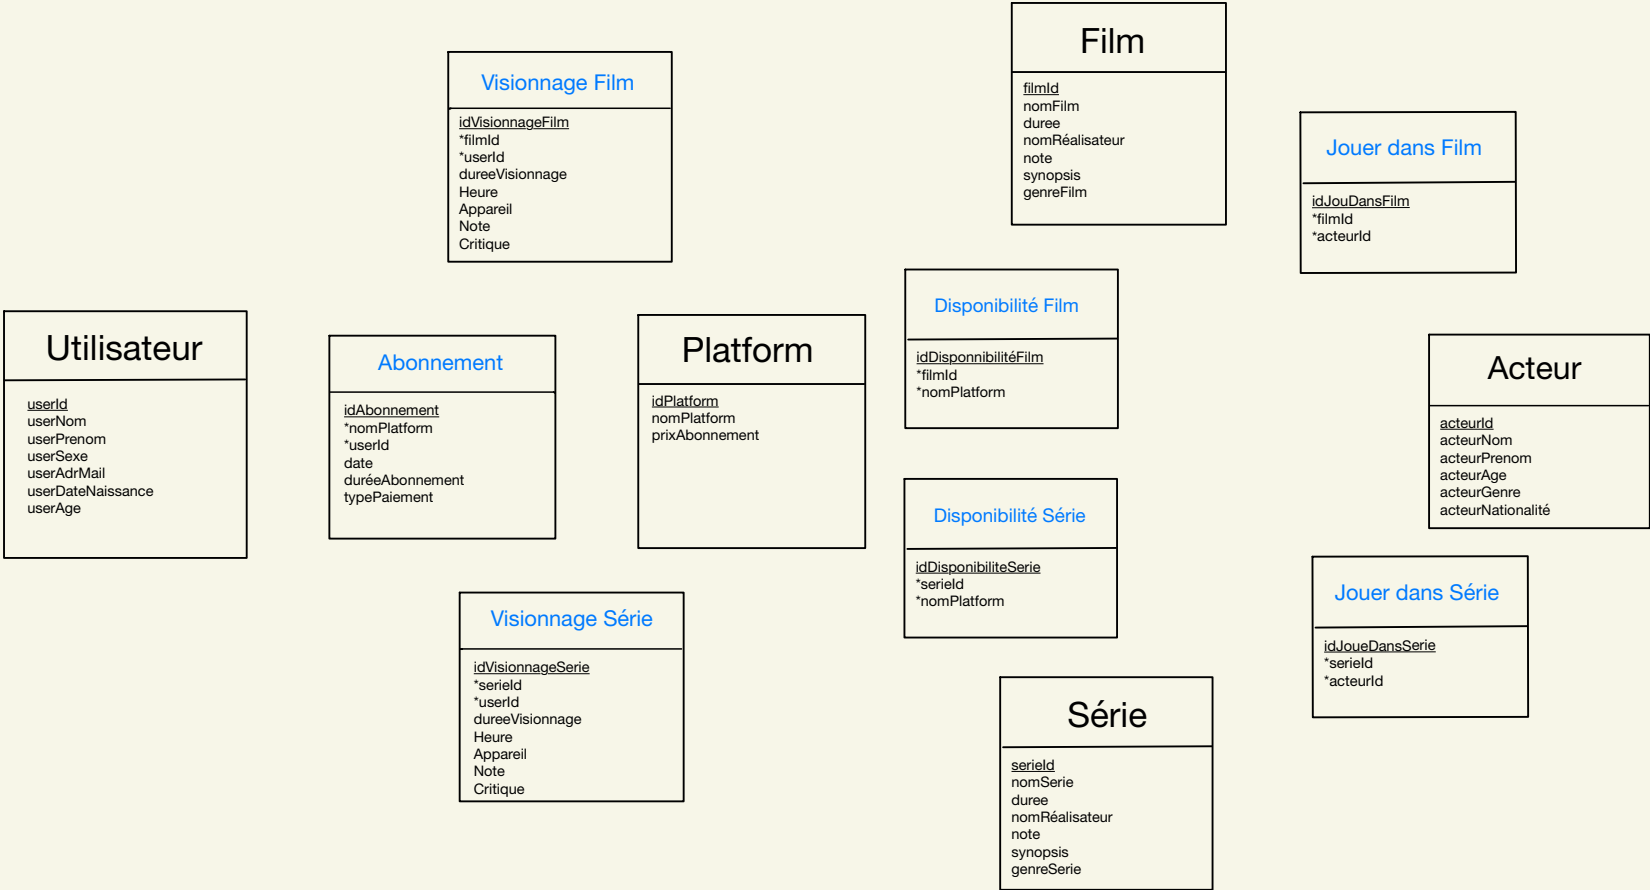 Film
filmId
nomFilm
duree
nomRéalisateur
note
synopsis
genreFilm
Visionnage Film
idVisionnageFilm
*filmId
*userId
dureeVisionnage
Heure
Appareil
Note
Critique
Jouer dans Film
idJouDansFilm
*filmId
*acteurId
Disponibilité Film
idDisponnibilitéFilm
*filmId
*nomPlatform
Utilisateur
userId
userNom
userPrenom
userSexe
userAdrMail
userDateNaissance
userAge
Abonnement
idAbonnement
*nomPlatform
*userId
date
duréeAbonnement
typePaiement
Platform
idPlatform
nomPlatform
prixAbonnement
Acteur
acteurId
acteurNom
acteurPrenom
acteurAge
acteurGenre
acteurNationalité
Disponibilité Série
idDisponibiliteSerie
*serieId
*nomPlatform
Visionnage Série
idVisionnageSerie
*serieId
*userId
dureeVisionnage
Heure
Appareil
Note
Critique
Jouer dans Série
idJoueDansSerie
*serieId
*acteurId
Série
serieId
nomSerie
duree
nomRéalisateur
note
synopsis
genreSerie